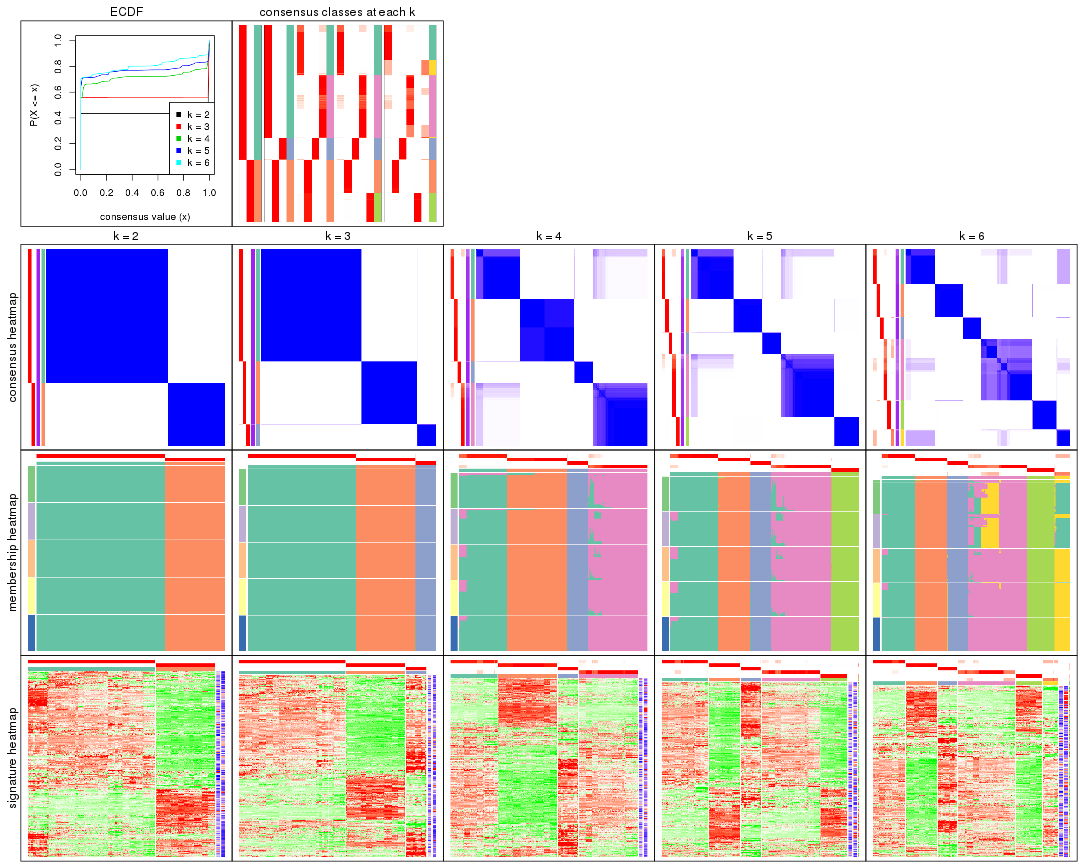 ECDF
consensus classes at each k
P(X <= x)
0.0 0.2 0.4 0.6 0.8 1.0
k = 2
k = 3
k = 4
k = 5
k = 6
0.0 0.2 0.4 0.6 0.8 1.0
consensus value (x)
k = 2
k = 3
k = 4
k = 5
k = 6
consensus heatmap
membership heatmap
signature heatmap